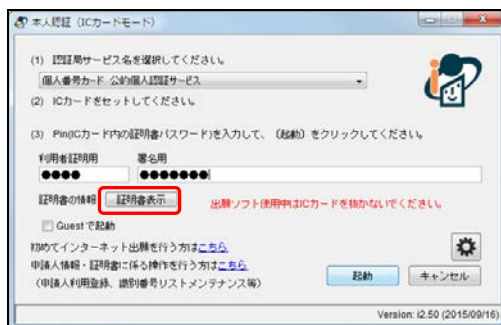 本人認証（ICカードモード）
(1) 認証局サービス名を選択してください。
個人番号カード 公的個人認証サービス
(2) ICカードをセットしてください。
(3) Pin(ICカード内の証明書パスワード)を入力して、（起動）をクリックしてください。
利用者証明用 署名用
●●●● ●●●●●●●
証明書の情報 証明書表示 出願ソフト使用中はICカードを抜かないでください。
Guestで起動
初めてインターネット出願を行う方はこちら
申請人情報・証明書に係る操作を行う方はこちら
（申請人利用登録、識別番号リストメンテナンス等）
起動 キャンセル
Version: i2.50 (2015/09/16)